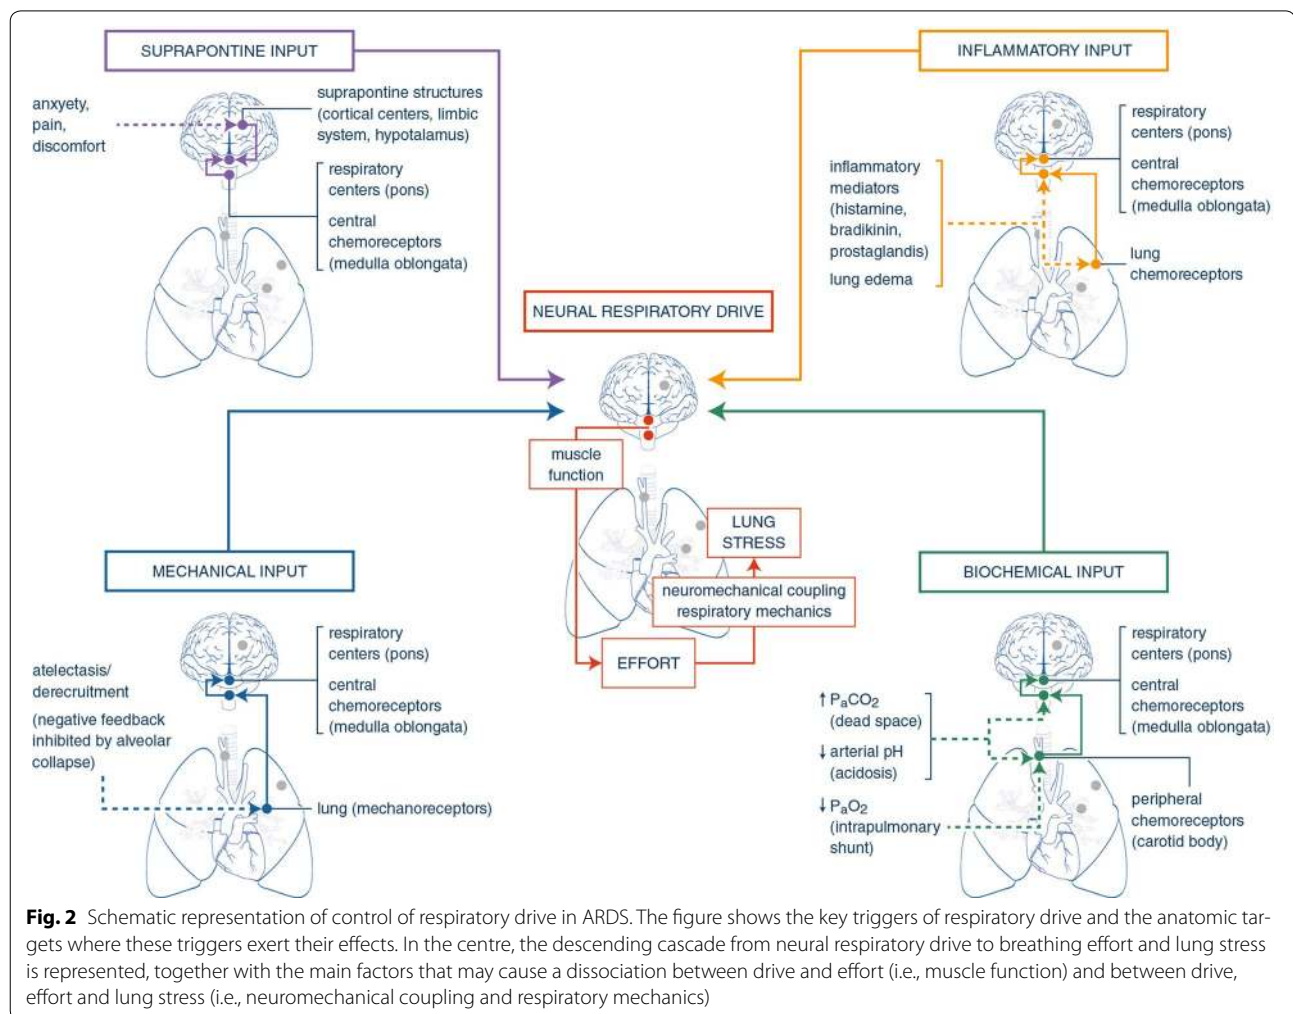 SUPRAPONTINE INPUT
anxyety,
pain,
discomfort
suprapontine structures
(cortical centers, limbic
system, hypotalamus)
respiratory
centers (pons)
central
chemoreceptors
(medulla oblongata)
INFLAMMATORY INPUT
inflammatory
mediators
(histamine,
bradikinin,
prostaglandis)
lung edema
respiratory
centers (pons)
central
chemoreceptors
(medulla oblongata)
lung
chemoreceptors
NEURAL RESPIRATORY DRIVE
muscle
function
LUNG
STRESS
neuromechanical coupling
respiratory mechanics
EFFORT
MECHANICAL INPUT
atelectasis/
derecruitment
(negative feedback
inhibited by alveolar
collapse)
respiratory
centers (pons)
central
chemoreceptors
(medulla oblongata)
lung (mechanoreceptors)
BIOCHEMICAL INPUT
↑ PaCO2
(dead space)
↓ arterial pH
(acidosis)
↓ PaO2
(intrapulmonary
shunt)
respiratory
centers (pons)
central
chemoreceptors
(medulla oblongata)
peripheral
chemoreceptors
(carotid body)
Fig. 2 Schematic representation of control of respiratory drive in ARDS. The figure shows the key triggers of respiratory drive and the anatomic tar-
gets where these triggers exert their effects. In the centre, the descending cascade from neural respiratory drive to breathing effort and lung stress
is represented, together with the main factors that may cause a dissociation between drive and effort (i.e., muscle function) and between drive,
effort and lung stress (i.e., neuromechanical coupling and respiratory mechanics)